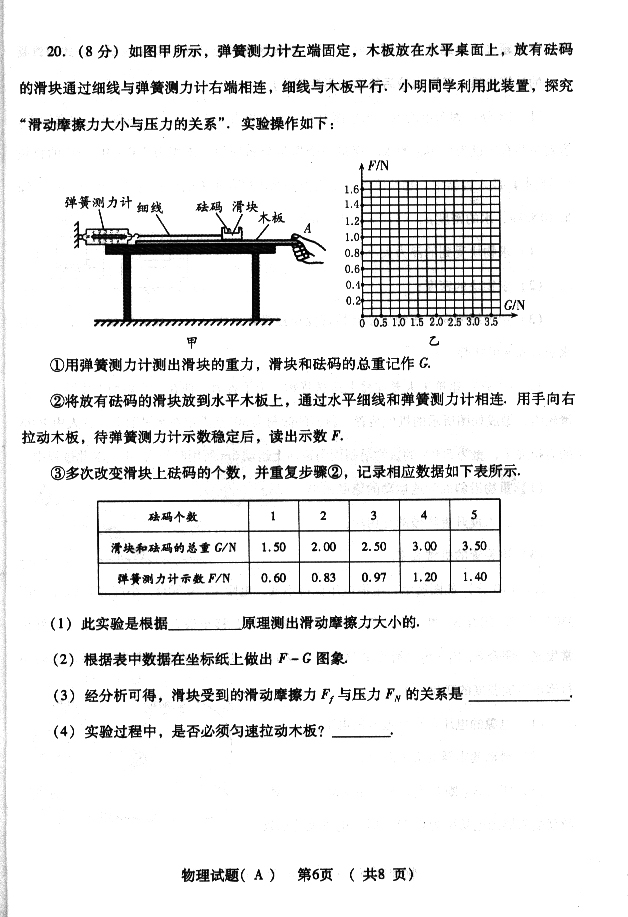 20. (8 分) 如图甲所示，弹簧测力计左端固定，木板放在水平桌面上，放有砝码
的滑块通过细线与弹簧测力计右端相连，细线与木板平行. 小明同学利用此装置，探究
“滑动摩擦力大小与压力的关系”. 实验操作如下：
F/N
1.6
1.4
1.2
1.0
0.8
0.6
0.4
0.2
0 0.5 1.0 1.5 2.0 2.5 3.0 3.5
G/N
弹簧测力计 细线 砝码 滑块
木板
A
甲 乙
①用弹簧测力计测出滑块的重力，滑块和砝码的总重记作 G.
②将放有砝码的滑块放到水平木板上，通过水平细线和弹簧测力计相连. 用手向右
拉动木板，待弹簧测力计示数稳定后，读出示数 F.
③多次改变滑块上砝码的个数，并重复步骤②，记录相应数据如下表所示.
砝码个数 1 2 3 4 5
滑块和砝码的总重 G/N 1.50 2.00 2.50 3.00 3.50
弹簧测力计示数 F/N 0.60 0.83 0.97 1.20 1.40
(1) 此实验是根据________原理测出滑动摩擦力大小的.
(2) 根据表中数据在坐标纸上做出 F－G 图象.
(3) 经分析可得，滑块受到的滑动摩擦力 Ff 与压力 FN 的关系是 __________.
(4) 实验过程中，是否必须匀速拉动木板？______.
物理试题( A ) 第6页 ( 共8 页)